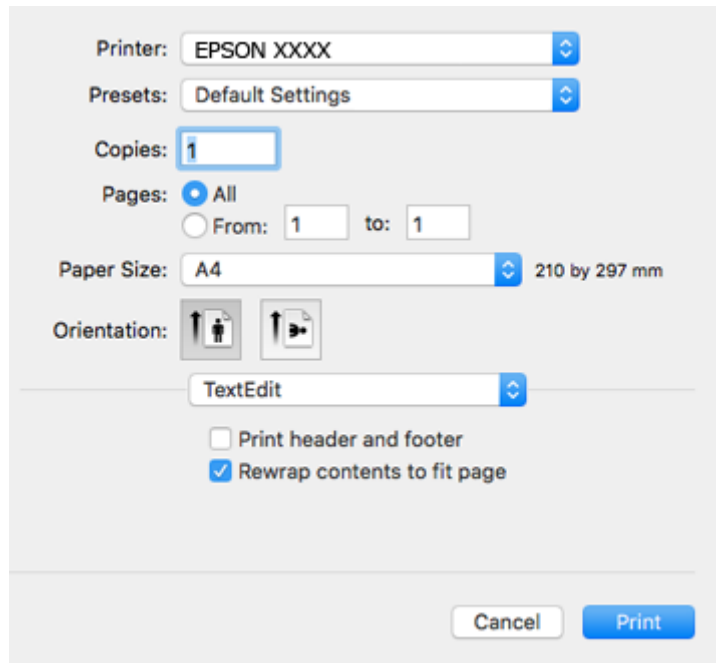 Printer: EPSON XXXX
Presets: Default Settings
Copies: 1
Pages: All
From: 1 to: 1
Paper Size: A4 210 by 297 mm
Orientation:
TextEdit
Print header and footer
Rewrap contents to fit page
Cancel Print